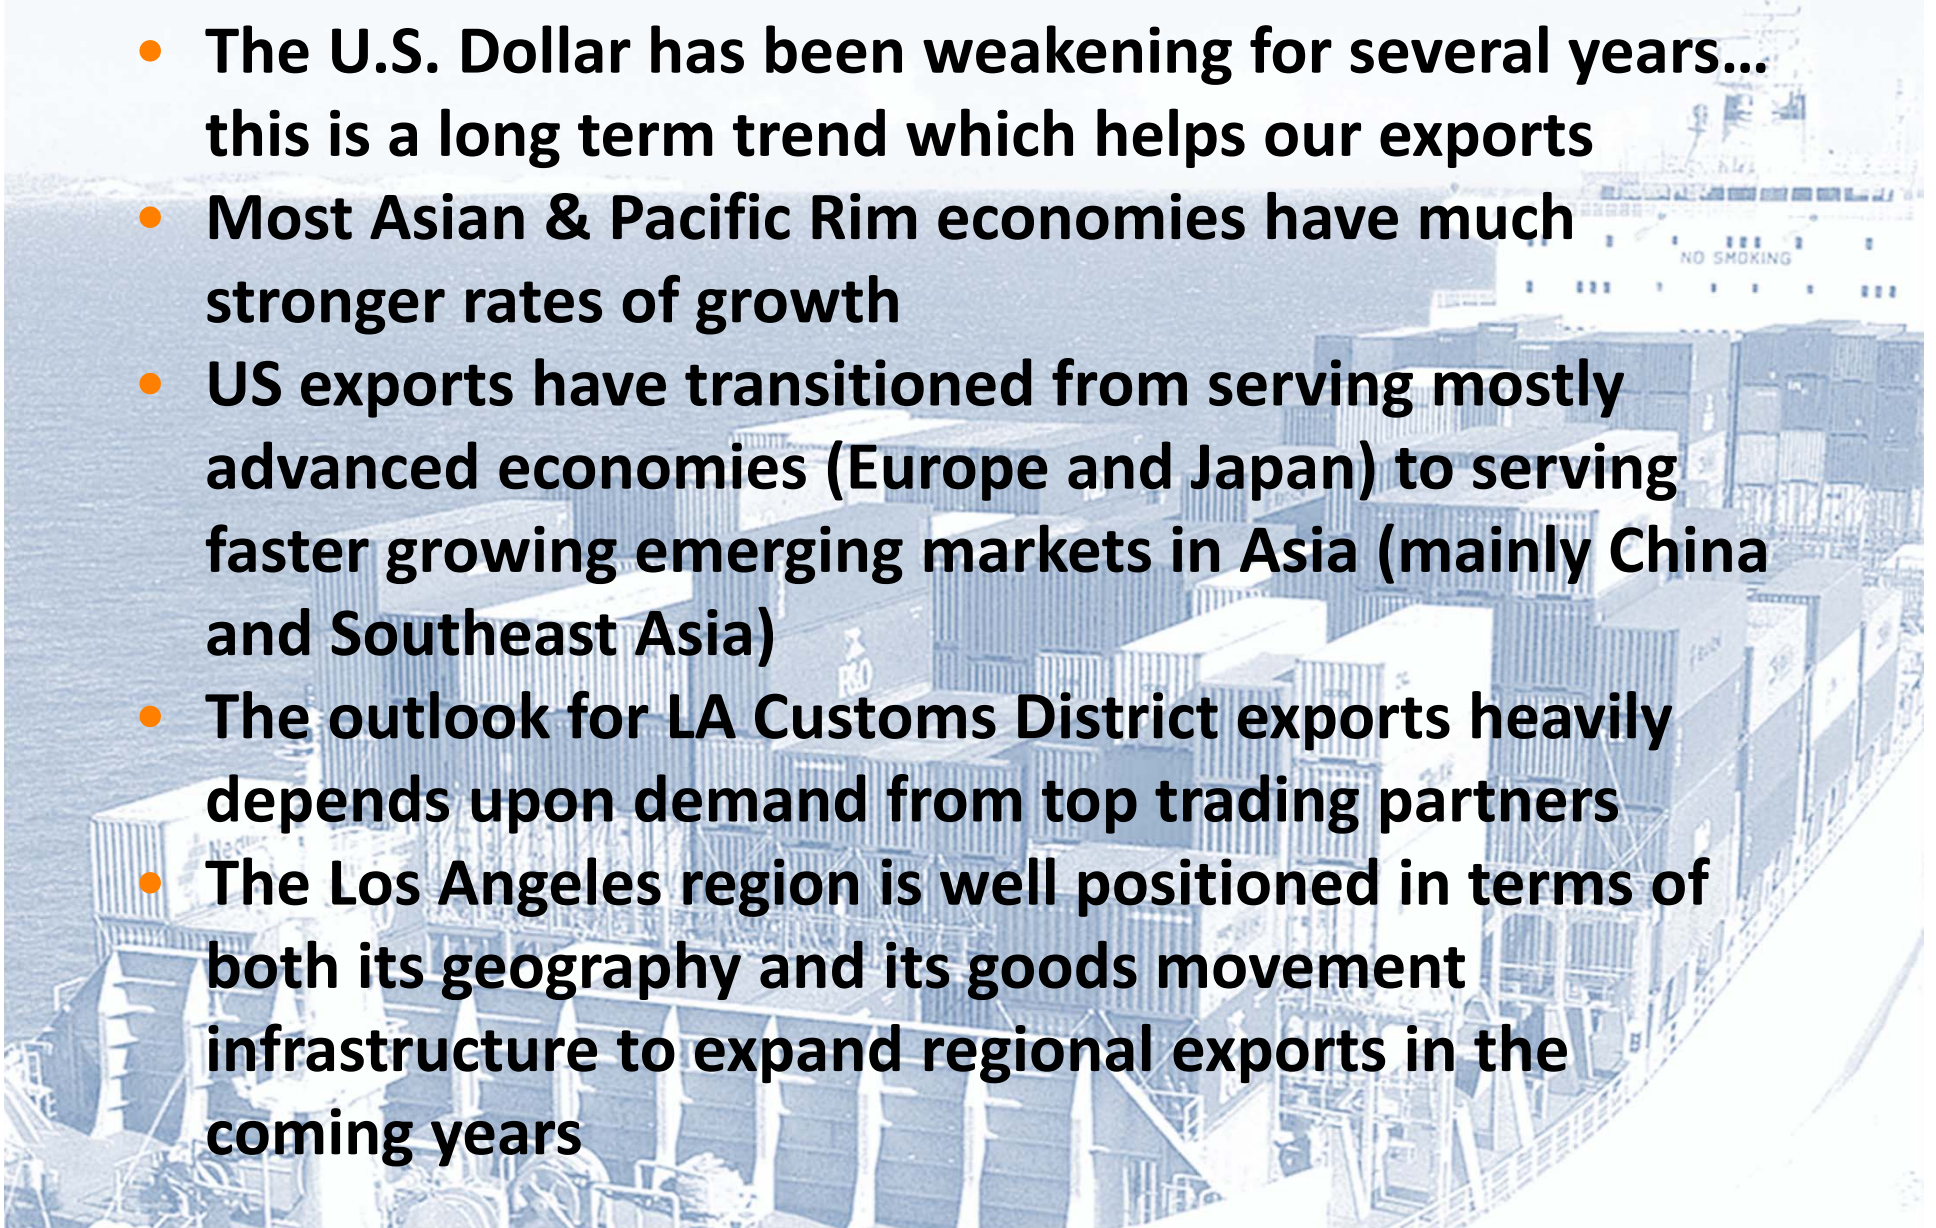 • The U.S. Dollar has been weakening for several years…
this is a long term trend which helps our exports
• Most Asian & Pacific Rim economies have much
stronger rates of growth
NO SMOKING
• US exports have transitioned from serving mostly
advanced economies (Europe and Japan) to serving
faster growing emerging markets in Asia (mainly China
and Southeast Asia)
P&O
• The outlook for LA Customs District exports heavily
depends upon demand from top trading partners
• The Los Angeles region is well positioned in terms of
both its geography and its goods movement
infrastructure to expand regional exports in the
coming years